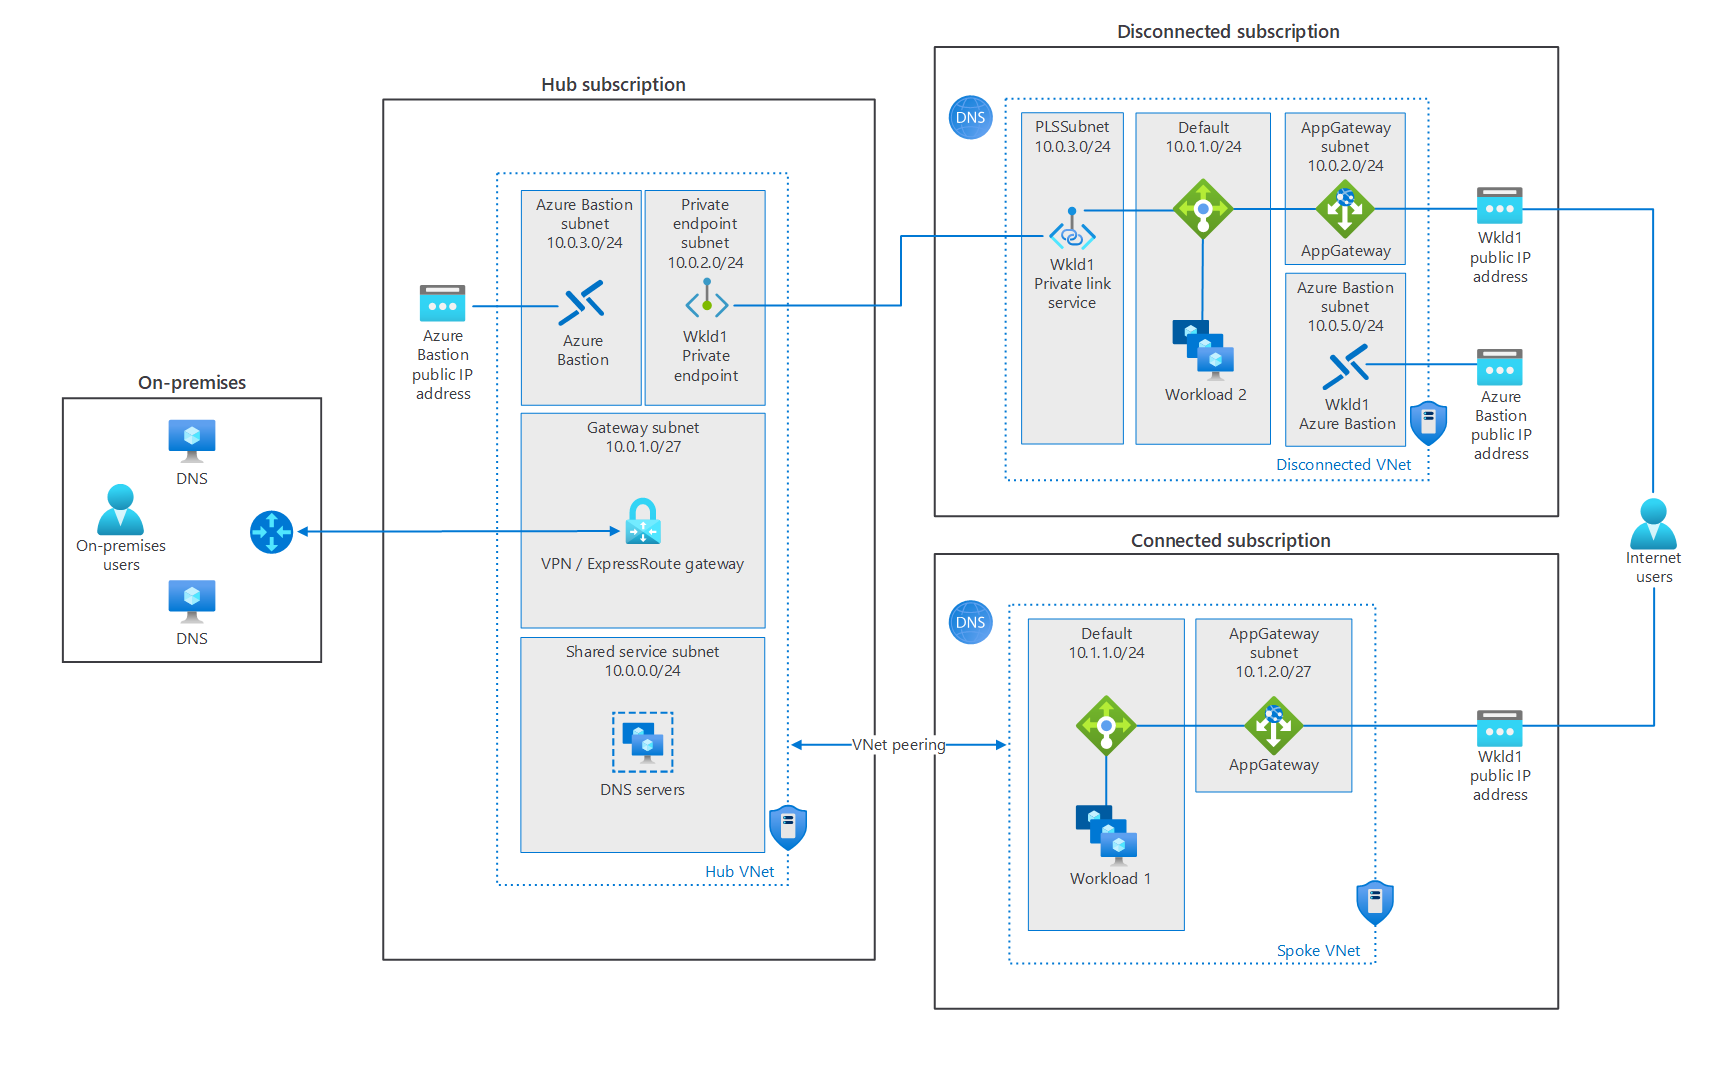 Disconnected subscription
Hub subscription
On-premises
DNS
On-premises
users
DNS
Azure
Bastion
public IP
address
Azure Bastion
subnet
10.0.3.0/24
Azure
Bastion
Private
endpoint
subnet
10.0.2.0/24
Wkld1
Private
endpoint
Gateway subnet
10.0.1.0/27
VPN / ExpressRoute gateway
Shared service subnet
10.0.0.0/24
DNS servers
Hub VNet
VNet peering
DNS
PLSSubnet
10.0.3.0/24
Wkld1
Private link
service
Default
10.0.1.0/24
Workload 2
AppGateway
subnet
10.0.2.0/24
AppGateway
Azure Bastion
subnet
10.0.5.0/24
Wkld1
Azure Bastion
Disconnected VNet
Wkld1
public IP
address
Azure
Bastion
public IP
address
Connected subscription
DNS
Default
10.1.1.0/24
Workload 1
AppGateway
subnet
10.1.2.0/27
AppGateway
Spoke VNet
Wkld1
public IP
address
Internet
users